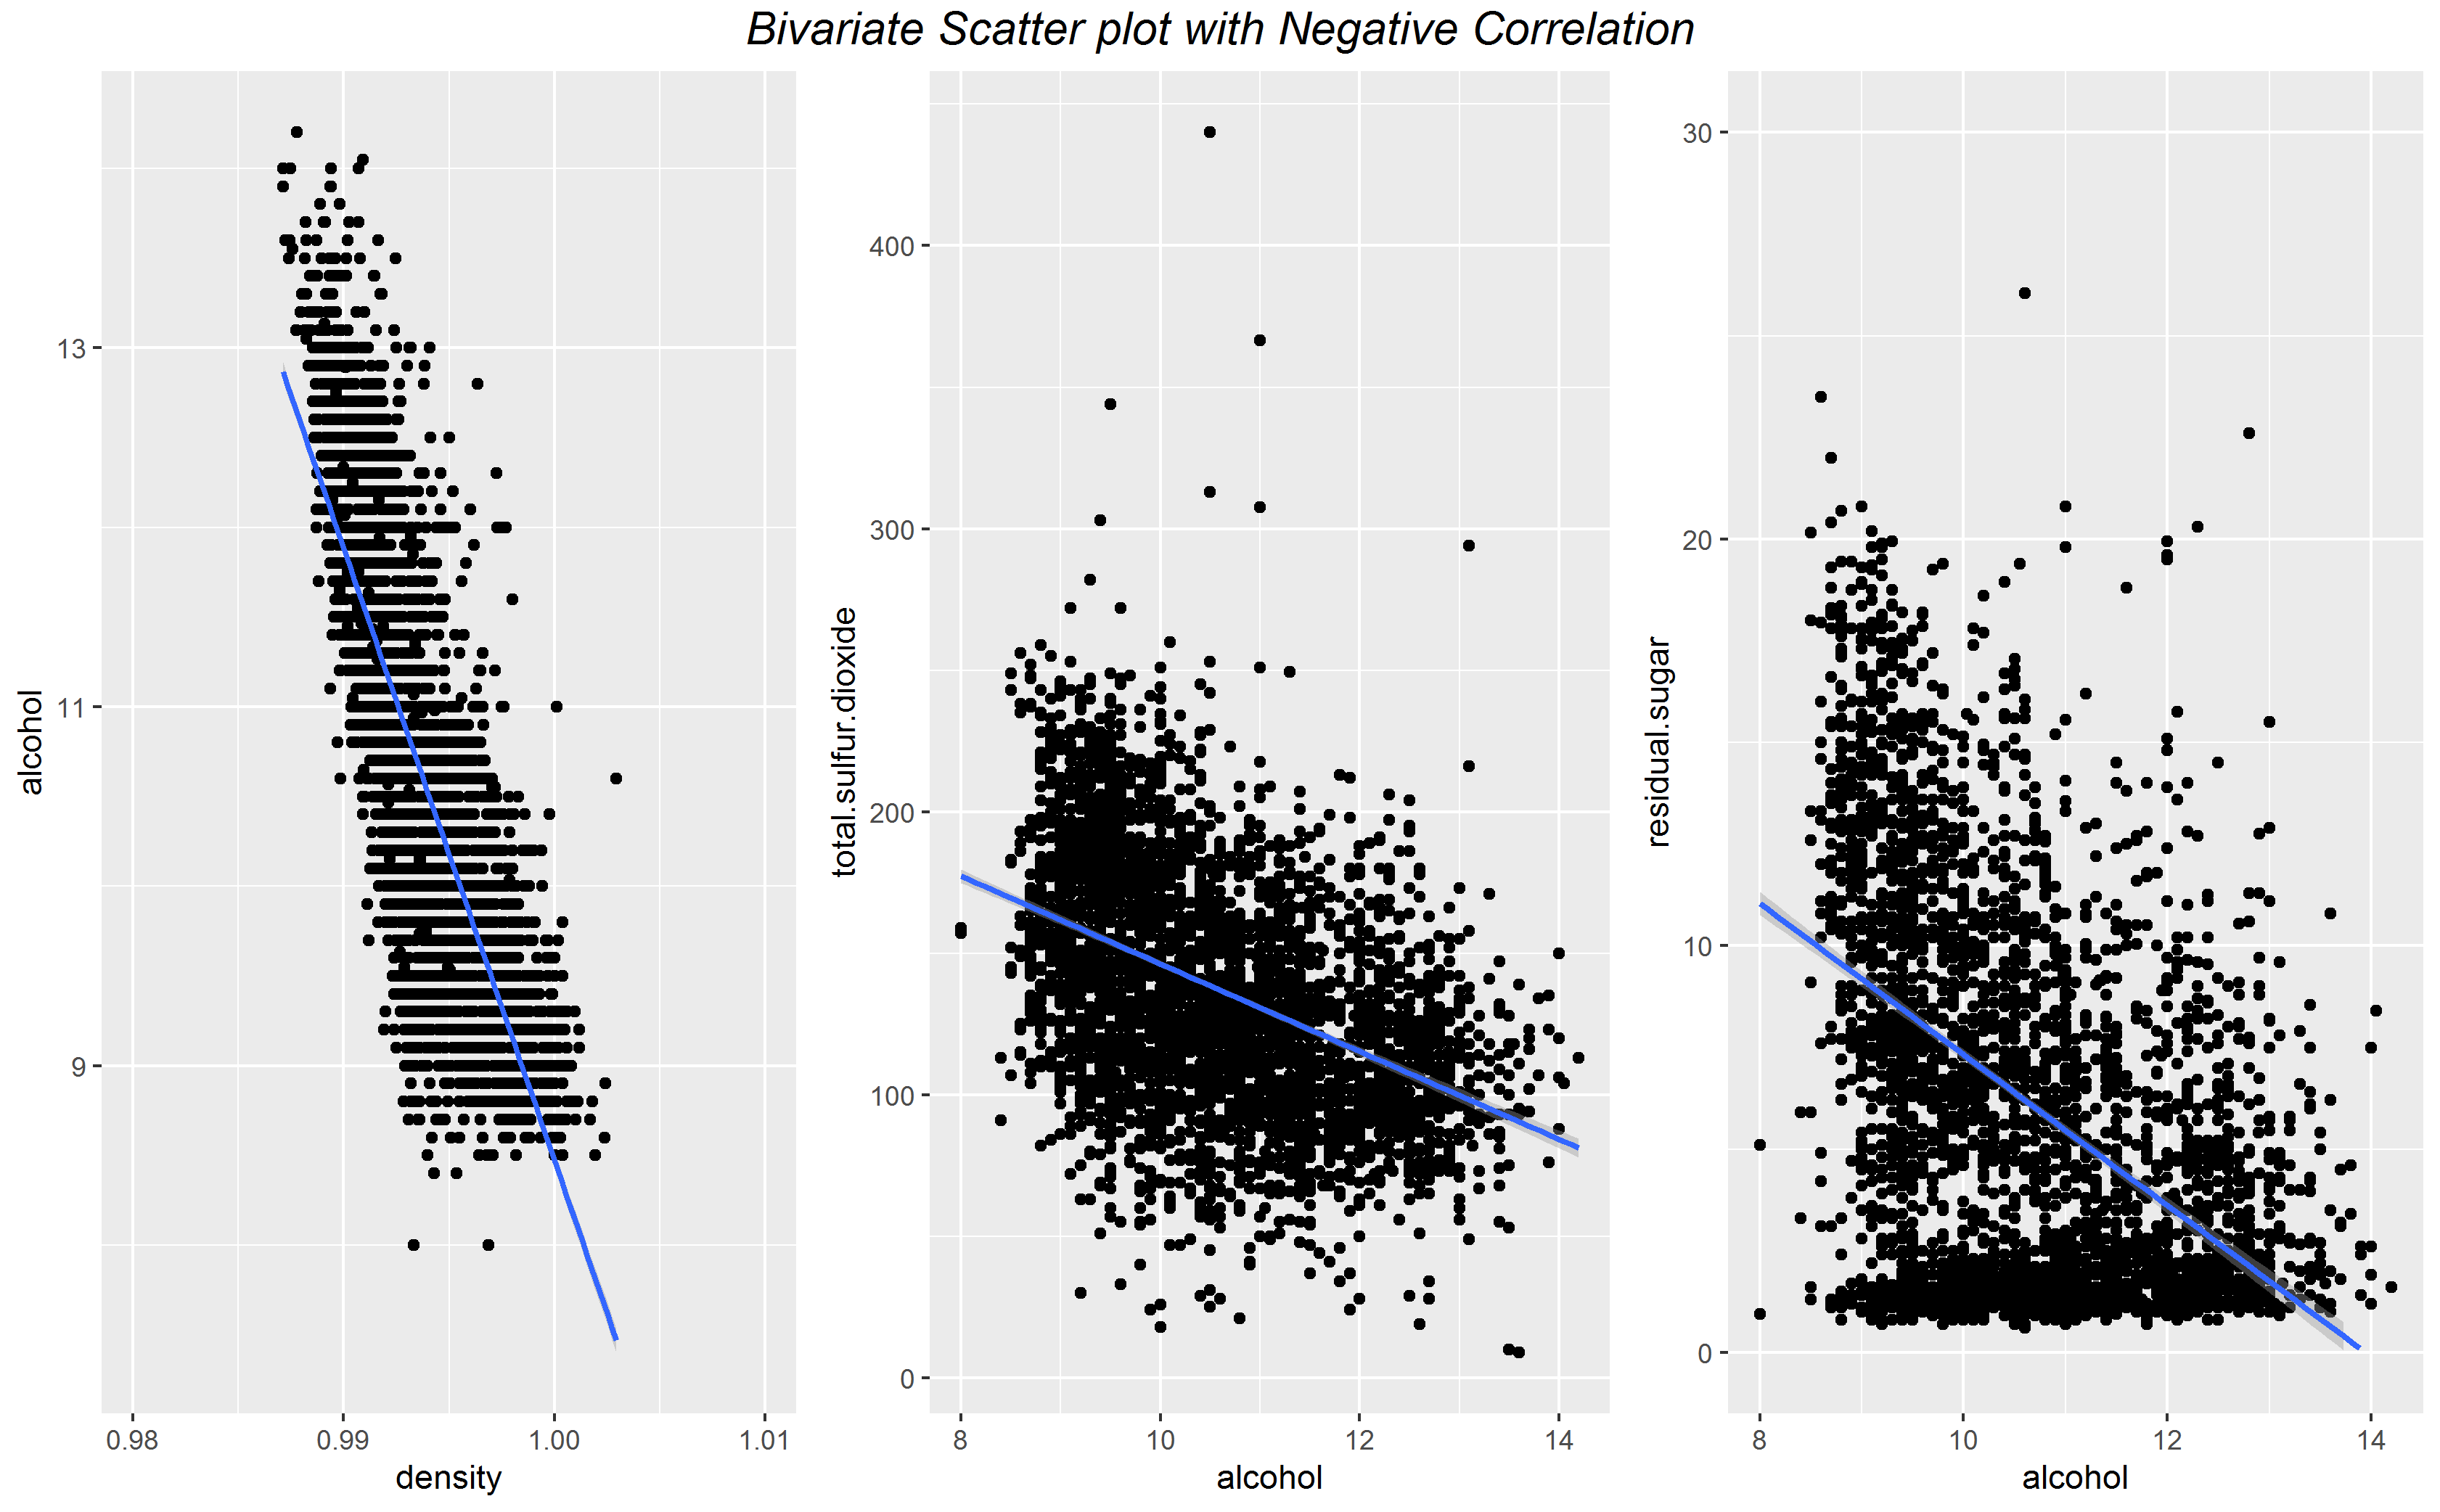 Bivariate Scatter plot with Negative Correlation
alcohol
13
11
9
0.98 0.99 1.00 1.01
density
total.sulfur.dioxide
400
300
200
100
0
8 10 12 14
alcohol
residual.sugar
30
20
10
0
8 10 12 14
alcohol